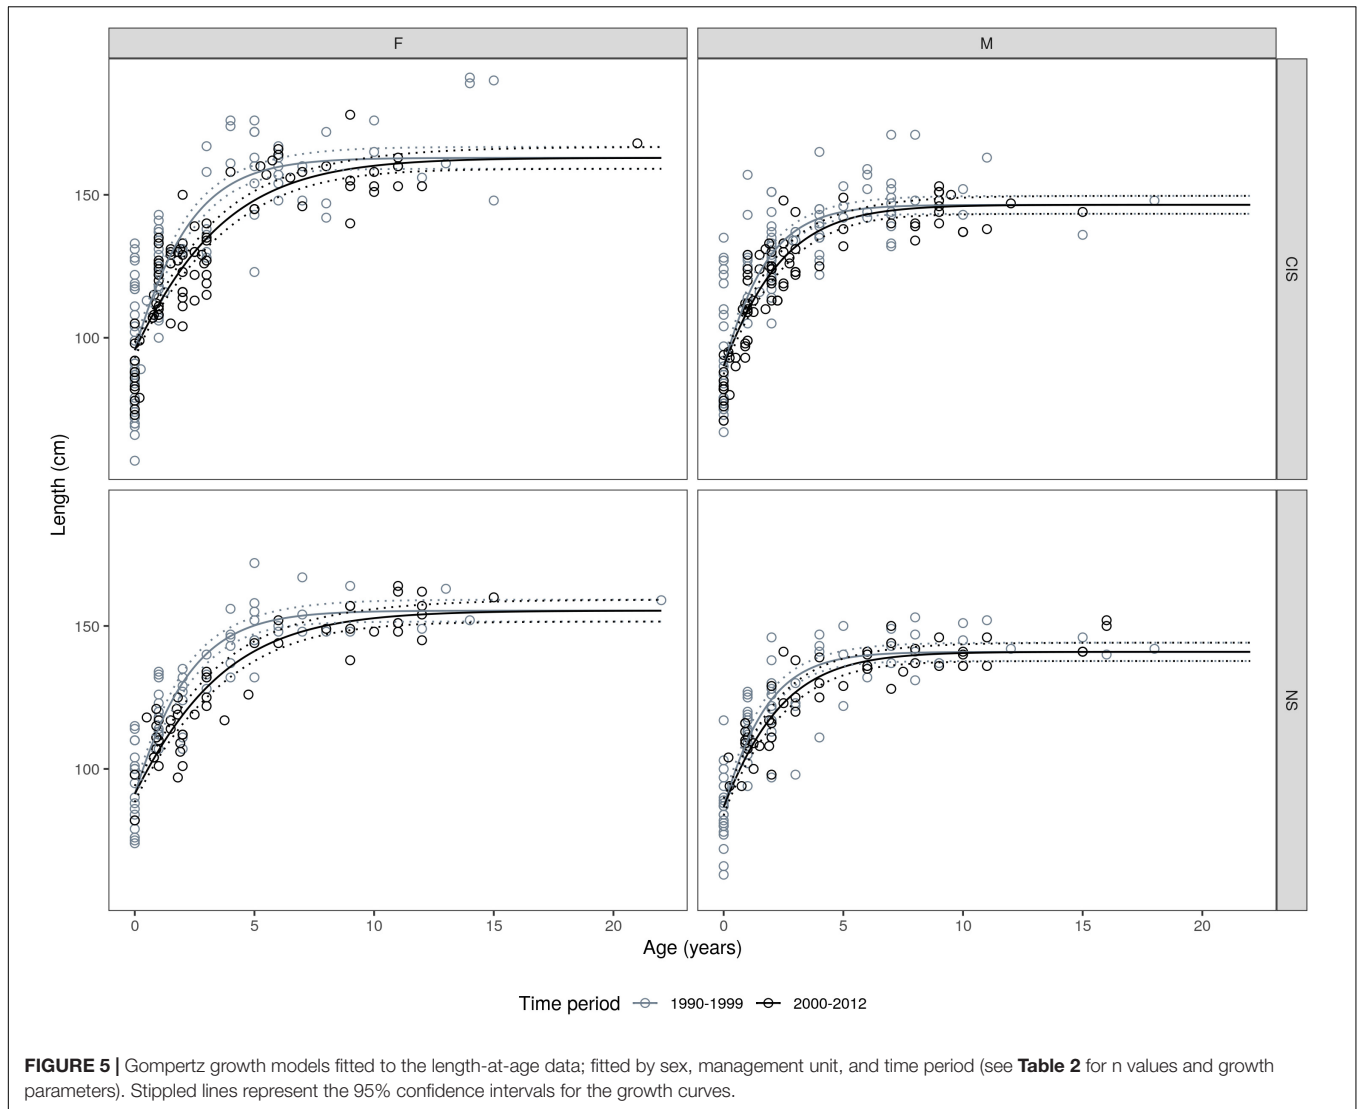 F
M
150
100
CIS
Length (cm)
150
100
NS
0 5 10 15 20 0 5 10 15 20
Age (years)
Time period 1990-1999 2000-2012
FIGURE 5 | Gompertz growth models fitted to the length-at-age data; fitted by sex, management unit, and time period (see Table 2 for n values and growth
parameters). Stippled lines represent the 95% confidence intervals for the growth curves.